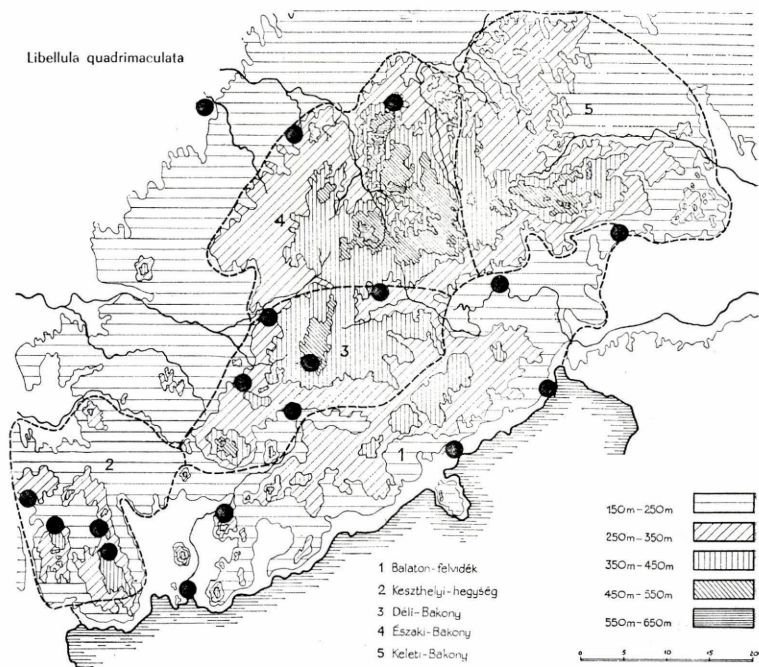 Libellula quadrimaculata
5
4
3
2
1
1 Balaton-felvidék
2 Keszthelyi-hegység
3 Déli-Bakony
4 Északi-Bakony
5 Keleti-Bakony
150m-250m
250m-350m
350m-450m
450m-550m
550m-650m
0 5 10 15 20